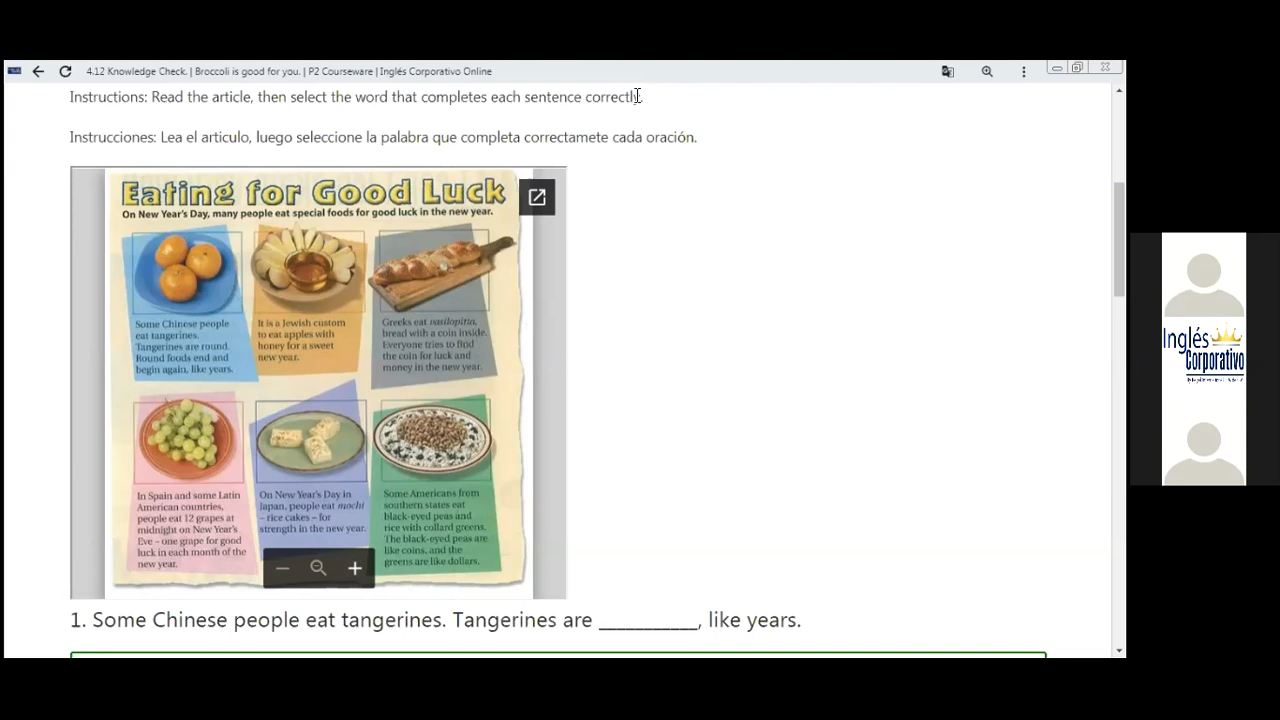 4.12 Knowledge Check. | Broccoli is good for you. | P2 Courseware | Inglés Corporativo Online
Instructions: Read the article, then select the word that completes each sentence correctly.
Instrucciones: Lea el articulo, luego seleccione la palabra que completa correctamete cada oración.
Eating for Good Luck
On New Year's Day, many people eat special foods for good luck in the new year.
Some Chinese people
eat tangerines.
Tangerines are round.
Round foods end and
begin again, like years.
It is a Jewish custom
to eat apples with
honey for a sweet
new year.
Greeks eat vasilopitta,
bread with a coin inside.
Everyone tries to find
the coin for luck and
money in the new year.
In Spain and some Latin
American countries,
people eat 12 grapes at
midnight on New Year's
Eve – one grape for good
luck in each month of the
new year.
On New Year's Day in
Japan, people eat mochi
– rice cakes – for
strength in the new year.
Some Americans from
southern states eat
black-eyed peas and
rice with collard greens.
The black-eyed peas are
like coins, and the
greens are like dollars.
1. Some Chinese people eat tangerines. Tangerines are ___________, like years.
Inglés
Corporativo